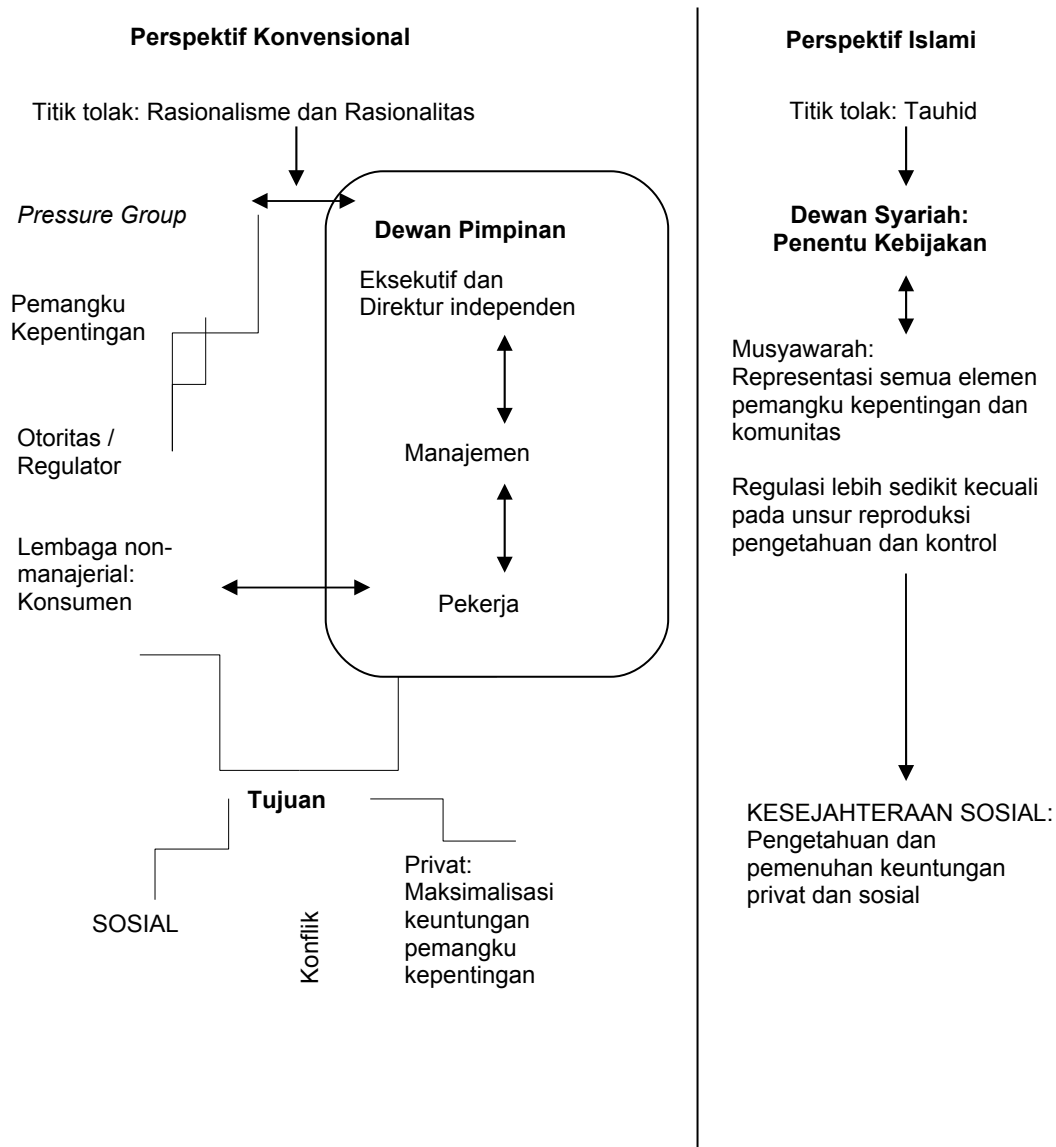 Perspektif Konvensional
Titik tolak: Rasionalisme dan Rasionalitas
Pressure Group
Pemangku
Kepentingan
Otoritas /
Regulator
Lembaga non-
manajerial:
Konsumen
Dewan Pimpinan
Eksekutif dan
Direktur independen
Manajemen
Pekerja
Tujuan
SOSIAL
Konflik
Privat:
Maksimalisasi
keuntungan
pemangku
kepentingan
Perspektif Islami
Titik tolak: Tauhid
Dewan Syariah:
Penentu Kebijakan
Musyawarah:
Representasi semua elemen
pemangku kepentingan dan
komunitas
Regulasi lebih sedikit kecuali
pada unsur reproduksi
pengetahuan dan kontrol
KESEJAHTERAAN SOSIAL:
Pengetahuan dan
pemenuhan keuntungan
privat dan sosial